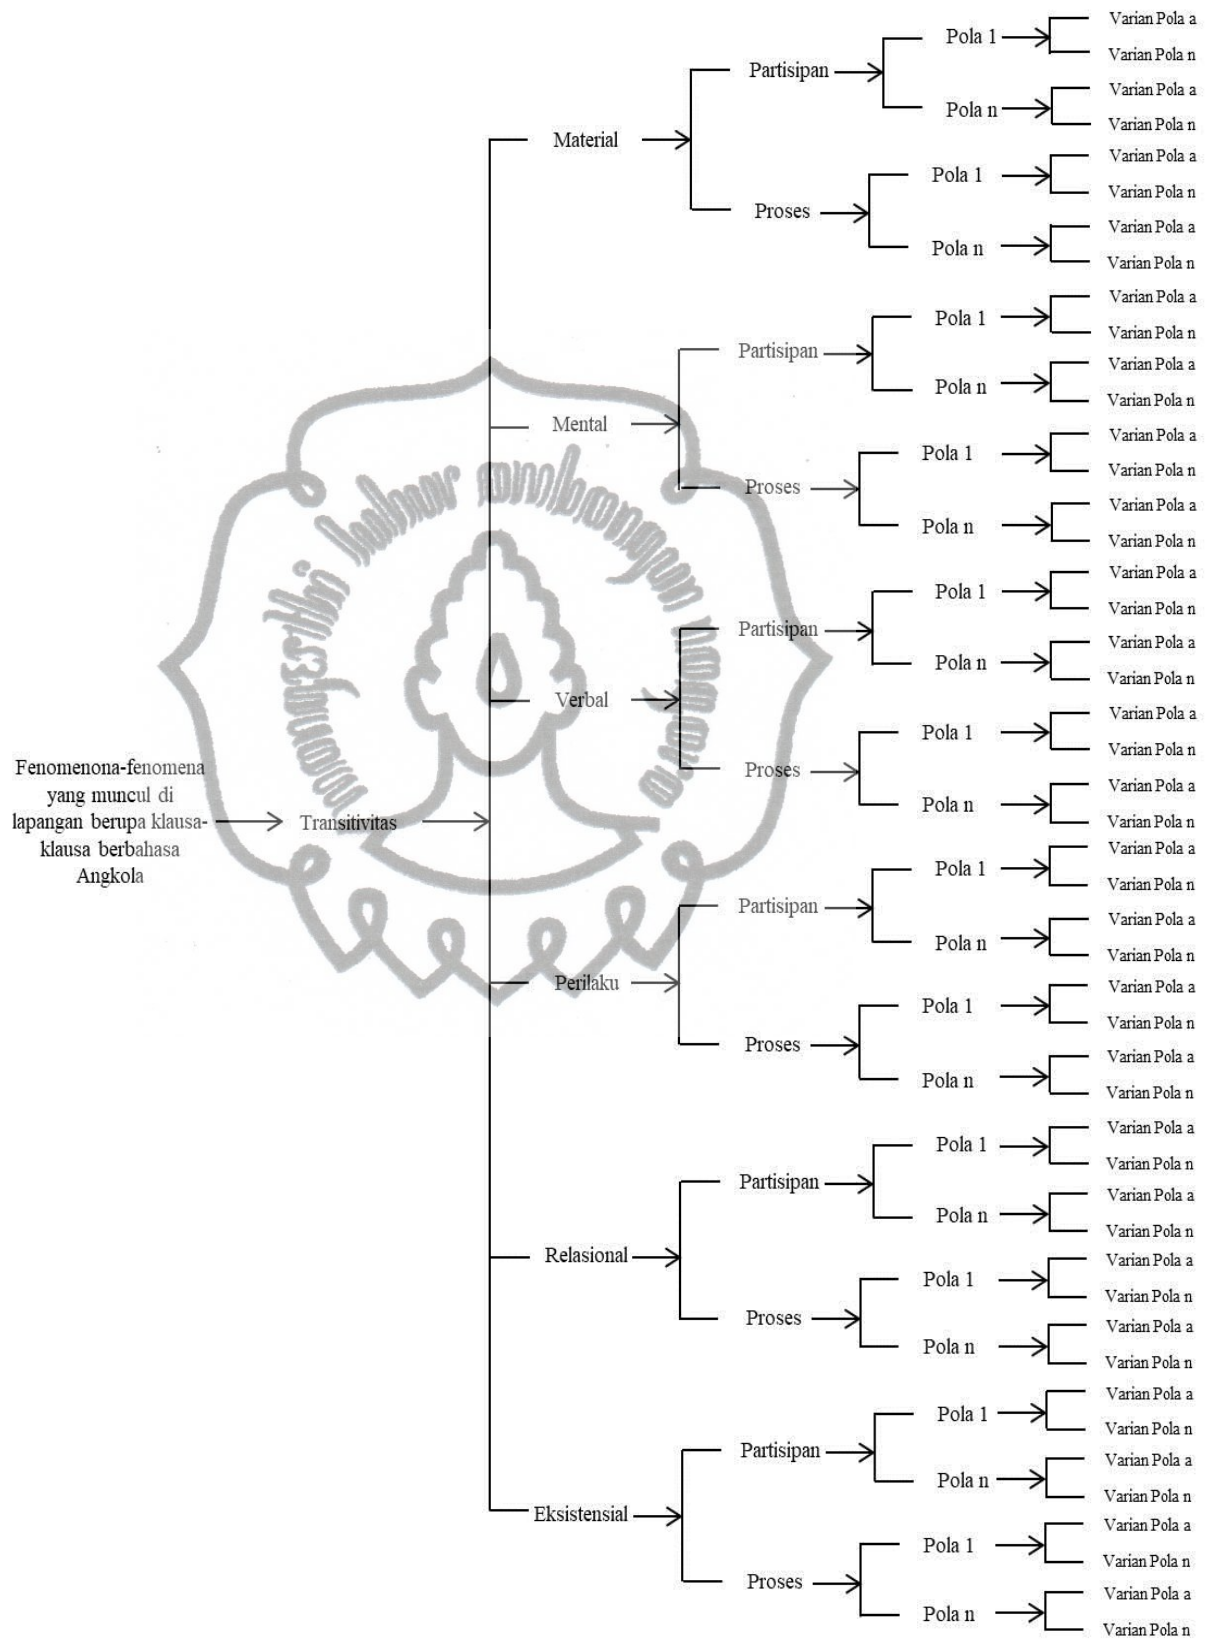 Varian Pola a
Pola 1
Varian Pola n
Partisipan
Varian Pola a
Pola n
Varian Pola n
Material
Varian Pola a
Pola 1
Varian Pola n
Proses
Varian Pola a
Pola n
Varian Pola n
Varian Pola a
Pola 1
Varian Pola n
Partisipan
Varian Pola a
Pola n
Varian Pola n
Mental
Varian Pola a
Pola 1
Varian Pola n
Proses
Varian Pola a
Pola n
Varian Pola n
Varian Pola a
Pola 1
Varian Pola n
Partisipan
Varian Pola a
Pola n
Varian Pola n
Verbal
Varian Pola a
Pola 1
Varian Pola n
Proses
Varian Pola a
Pola n
Varian Pola n
Fenomenona-fenomena
yang muncul di
lapangan berupa klausa-
klausa berbahasa
Angkola
Transitivitas
Varian Pola a
Pola 1
Varian Pola n
Partisipan
Varian Pola a
Pola n
Varian Pola n
Perilaku
Varian Pola a
Pola 1
Varian Pola n
Proses
Varian Pola a
Pola n
Varian Pola n
Varian Pola a
Pola 1
Varian Pola n
Partisipan
Varian Pola a
Pola n
Varian Pola n
Relasional
Varian Pola a
Pola 1
Varian Pola n
Proses
Varian Pola a
Pola n
Varian Pola n
Varian Pola a
Pola 1
Varian Pola n
Partisipan
Varian Pola a
Pola n
Varian Pola n
Eksistensial
Varian Pola a
Pola 1
Varian Pola n
Proses
Varian Pola a
Pola n
Varian Pola n